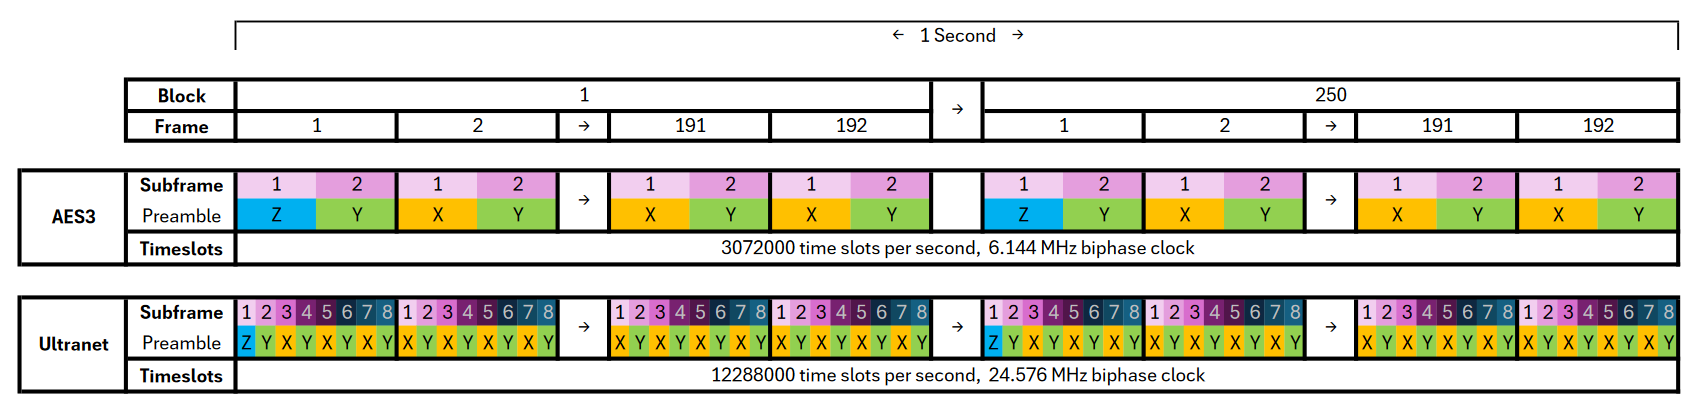 ← 1 Second →
Block 1 → 250
Frame 1 2 → 191 192 1 2 → 191 192
AES3
Subframe 1 2 1 2 → 1 2 1 2 1 2 1 2 → 1 2 1 2
Preamble Z Y X Y X Y X Y Z Y X Y X Y X Y
Timeslots 3072000 time slots per second, 6.144 MHz biphase clock
Ultranet
Subframe 1 2 3 4 5 6 7 8 1 2 3 4 5 6 7 8 → 1 2 3 4 5 6 7 8 1 2 3 4 5 6 7 8 → 1 2 3 4 5 6 7 8 1 2 3 4 5 6 7 8 → 1 2 3 4 5 6 7 8 1 2 3 4 5 6 7 8
Preamble Z Y X Y X Y X Y X Y X Y X Y X Y X Y X Y X Y X Y X Y X Y X Y X Y Z Y X Y X Y X Y X Y X Y X Y X Y X Y X Y X Y X Y X Y X Y X Y X Y
Timeslots 12288000 time slots per second, 24.576 MHz biphase clock